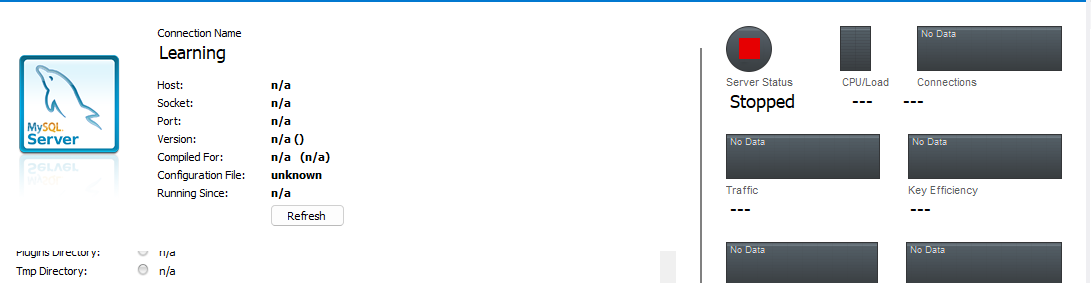 Connection Name
Learning
MySQL
Server
Host: n/a
Socket: n/a
Port: n/a
Version: n/a ()
Compiled For: n/a (n/a)
Configuration File: unknown
Running Since: n/a
Refresh
Plugins Directory: n/a
Tmp Directory: n/a
No Data
Server Status CPU/Load Connections
Stopped --- ---
No Data No Data
Traffic Key Efficiency
--- ---
No Data No Data